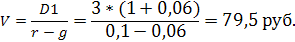 V = D1 / (r − g) = 3 * (1 + 0,06) / (0,1 − 0,06) = 79,5 руб.